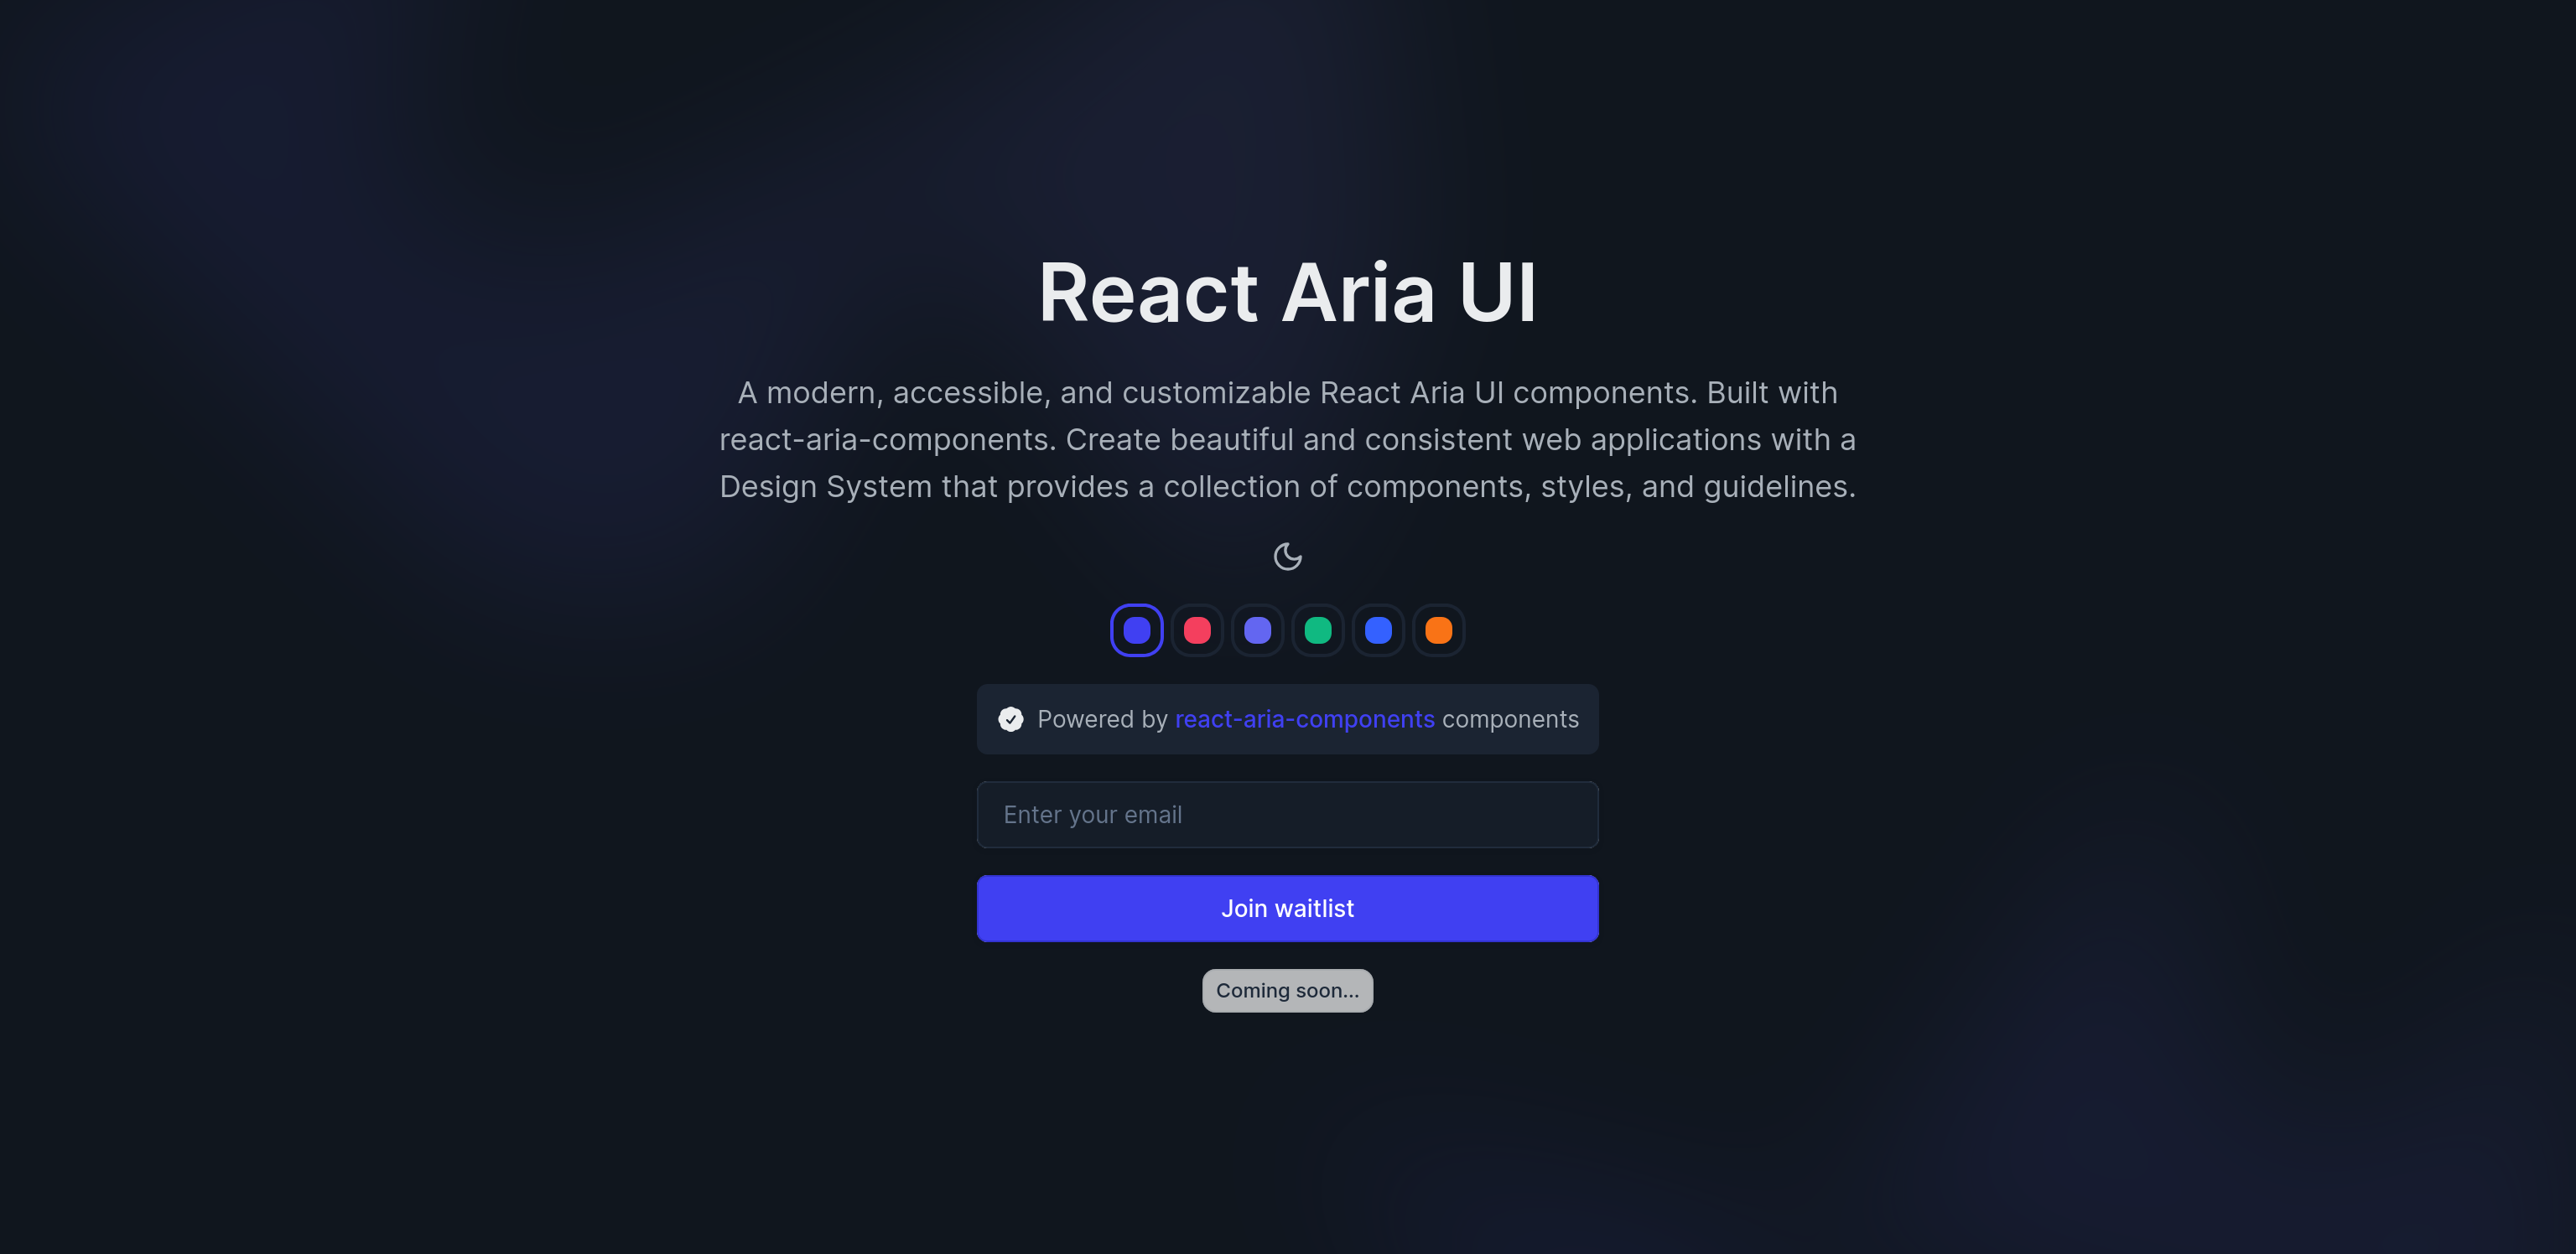 React Aria UI
A modern, accessible, and customizable React Aria UI components. Built with
react-aria-components. Create beautiful and consistent web applications with a
Design System that provides a collection of components, styles, and guidelines.
Powered by react-aria-components components
Enter your email
Join waitlist
Coming soon...